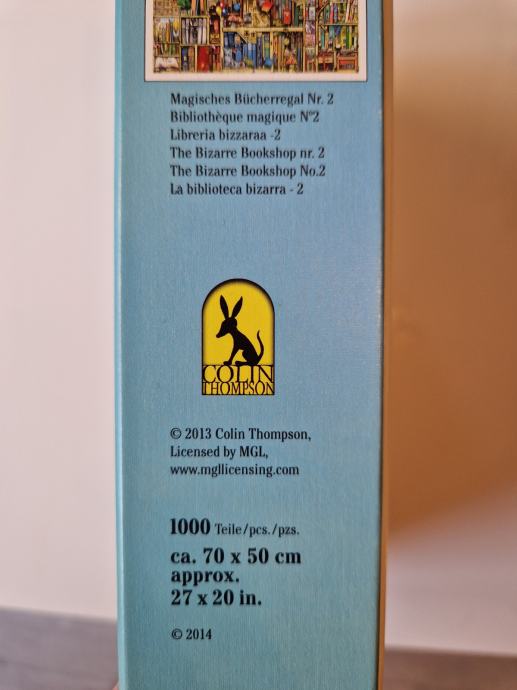 Magisches Bücherregal Nr. 2
Bibliothèque magique N°2
Libreria bizzaraa -2
The Bizarre Bookshop nr. 2
The Bizarre Bookshop No.2
La biblioteca bizarra - 2
COLIN
THOMPSON
© 2013 Colin Thompson,
Licensed by MGL,
www.mgllicensing.com
1000 Teile/pcs./pzs.
ca. 70 x 50 cm
approx.
27 x 20 in.
© 2014